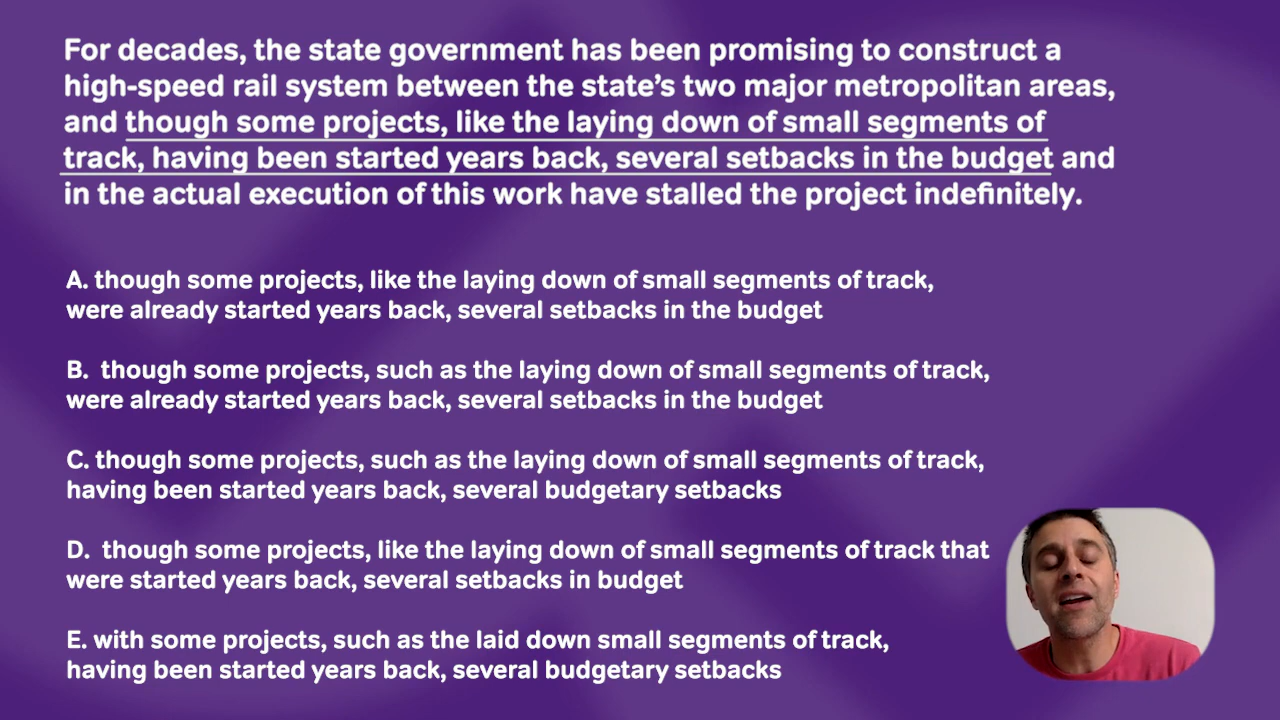 For decades, the state government has been promising to construct a
high-speed rail system between the state’s two major metropolitan areas,
and though some projects, like the laying down of small segments of
track, having been started years back, several setbacks in the budget and
in the actual execution of this work have stalled the project indefinitely.
A. though some projects, like the laying down of small segments of track,
were already started years back, several setbacks in the budget
B. though some projects, such as the laying down of small segments of track,
were already started years back, several setbacks in the budget
C. though some projects, such as the laying down of small segments of track,
having been started years back, several budgetary setbacks
D. though some projects, like the laying down of small segments of track that
were started years back, several setbacks in budget
E. with some projects, such as the laid down small segments of track,
having been started years back, several budgetary setbacks